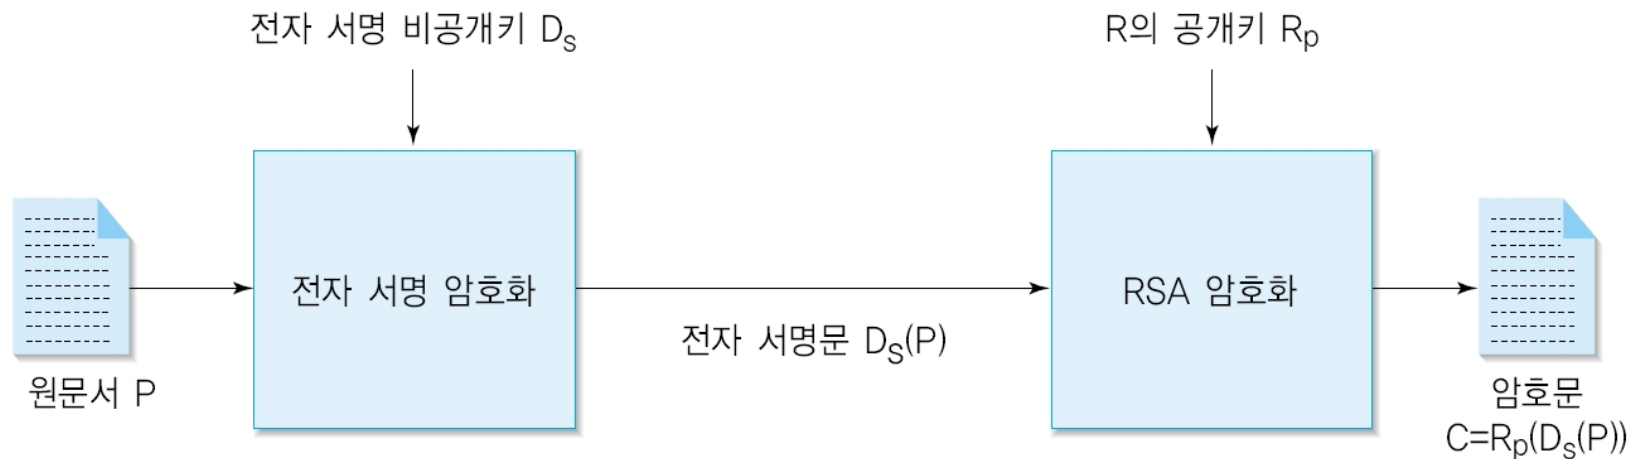 전자 서명 비공개키 Ds
R의 공개키 Rp
전자 서명 암호화
RSA 암호화
전자 서명문 DS(P)
원문서 P
암호문
C=Rp(Ds(P))